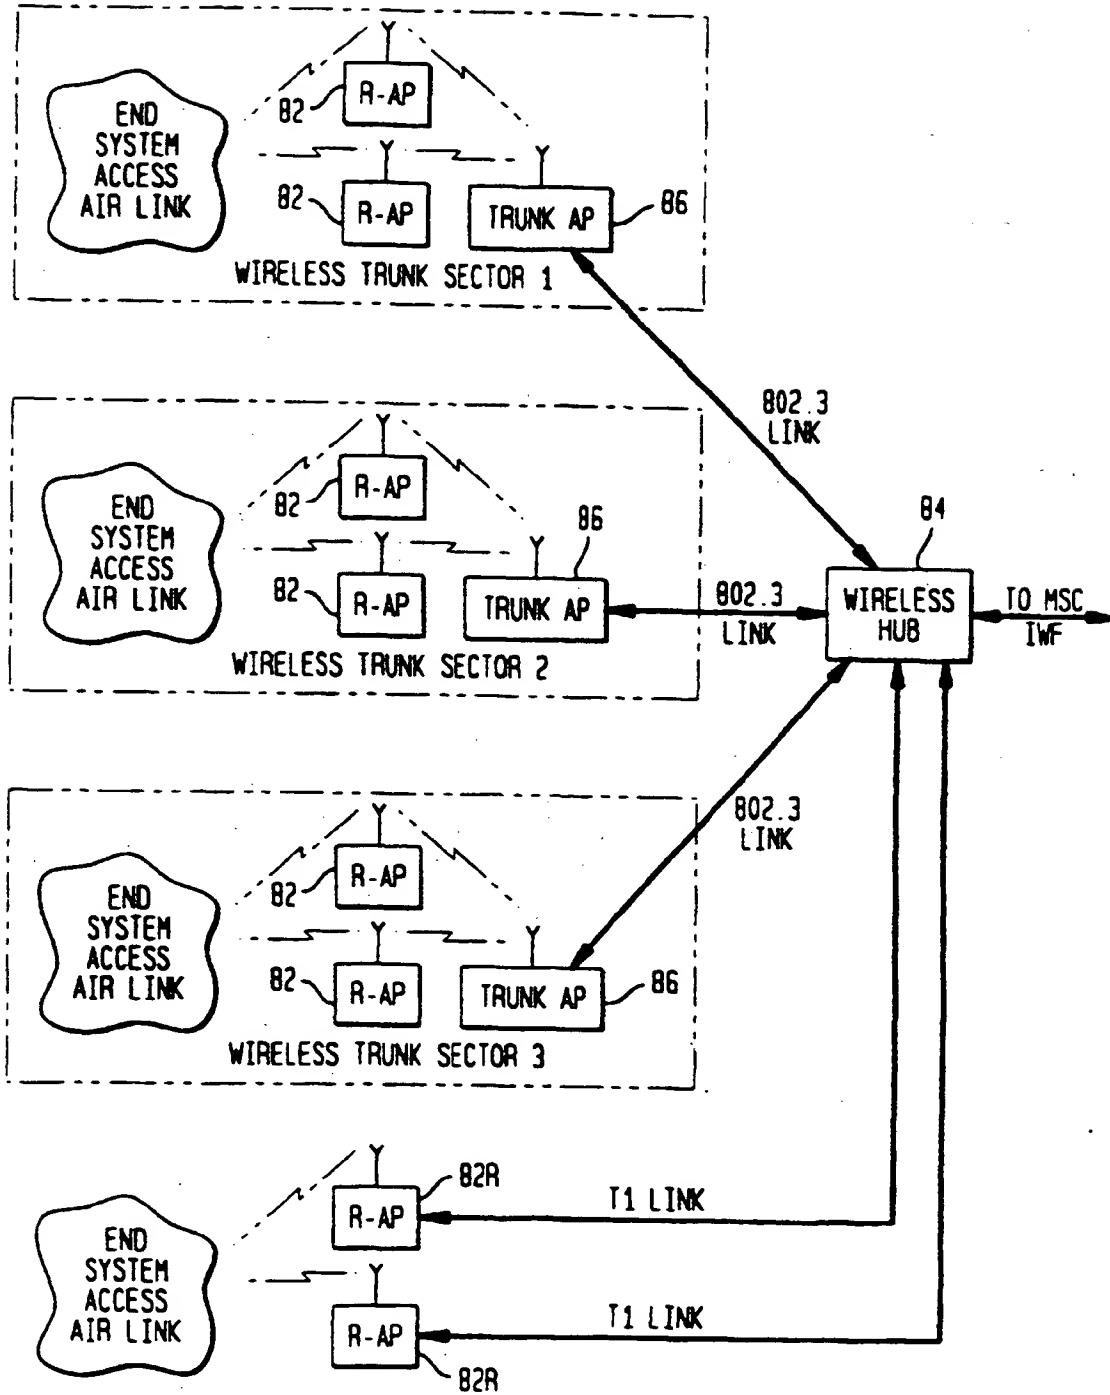 END
SYSTEM
ACCESS
AIR LINK
82
R-AP
82
R-AP
TRUNK AP
86
WIRELESS TRUNK SECTOR 1
802.3
LINK
END
SYSTEM
ACCESS
AIR LINK
82
R-AP
82
R-AP
86
TRUNK AP
WIRELESS TRUNK SECTOR 2
802.3
LINK
84
WIRELESS
HUB
TO MSC
IWF
802.3
LINK
END
SYSTEM
ACCESS
AIR LINK
82
R-AP
82
R-AP
TRUNK AP
86
WIRELESS TRUNK SECTOR 3
END
SYSTEM
ACCESS
AIR LINK
82R
R-AP
T1 LINK
R-AP
82R
T1 LINK